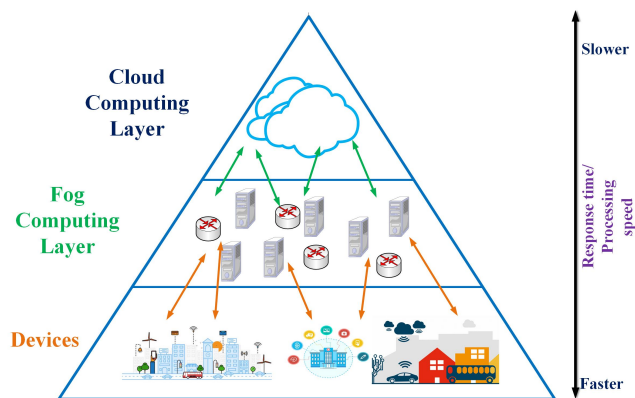 Cloud
Computing
Layer
Slower
Fog
Computing
Layer
Response time/
Processing
speed
Devices
Faster